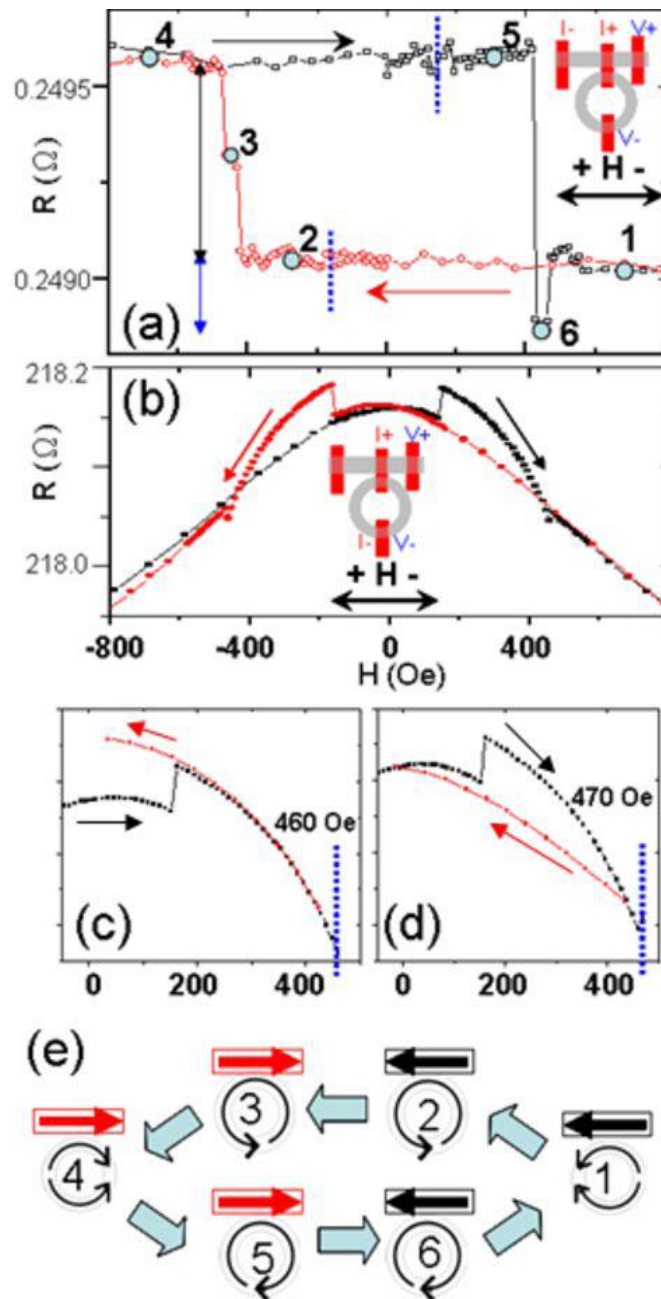 4
5
I- I+ V+
0.2495
3
V-
R (Ω)
+ H -
2
1
0.2490
(a)
6
218.2
(b)
R (Ω)
I+ V+
I- V-
218.0
+ H -
-800 -400 0 400
H (Oe)
460 Oe
470 Oe
(c)
(d)
0 200 400
0 200 400
(e)
3 2
4 1
5 6